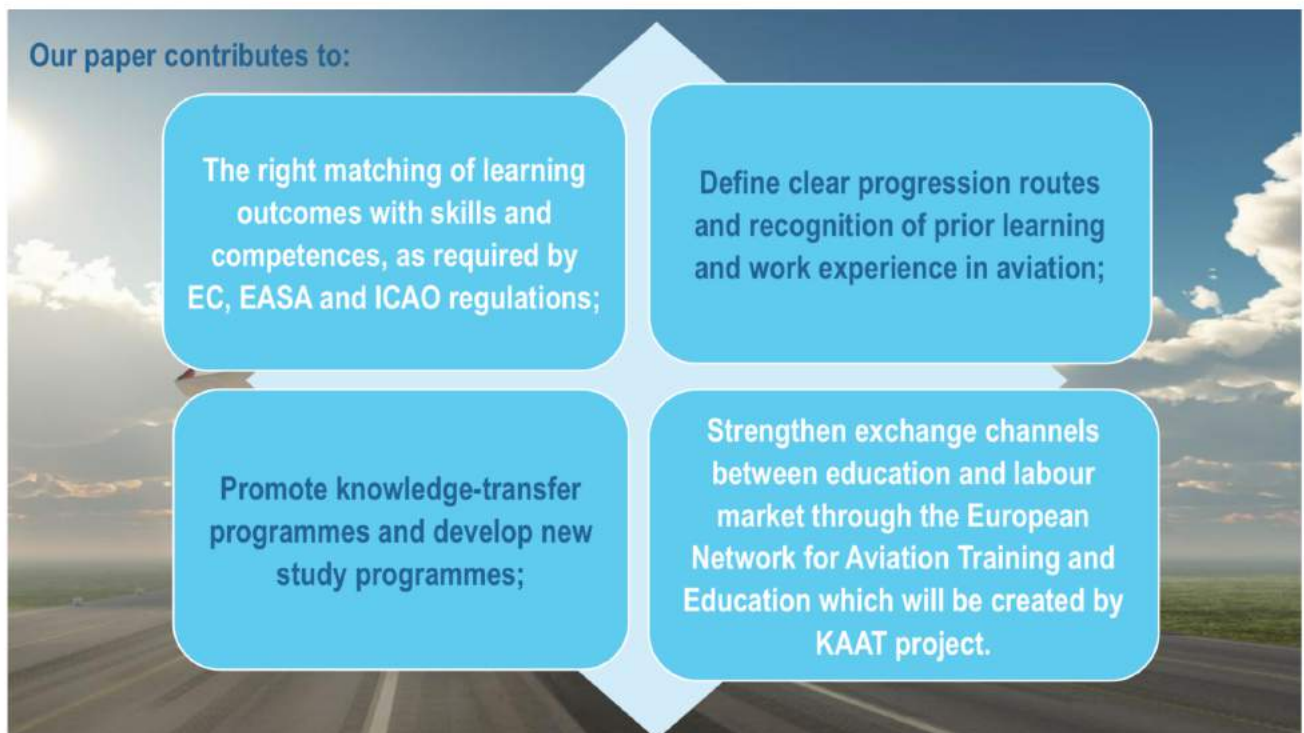 Our paper contributes to:
The right matching of learning
outcomes with skills and
competences, as required by
EC, EASA and ICAO regulations;
Define clear progression routes
and recognition of prior learning
and work experience in aviation;
Promote knowledge-transfer
programmes and develop new
study programmes;
Strengthen exchange channels
between education and labour
market through the European
Network for Aviation Training and
Education which will be created by
KAAT project.